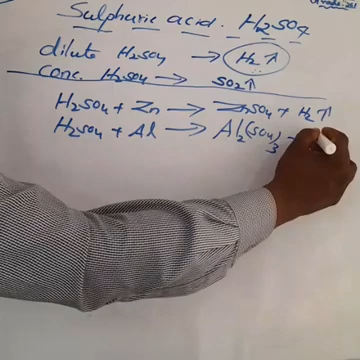 Sulphuric acid. H2SO4
dilute H2SO4 → H2↑
Conc. H2SO4 → SO2↑
H2SO4 + Zn → ZnSO4 + H2↑
H2SO4 + Al → Al2(SO4)3